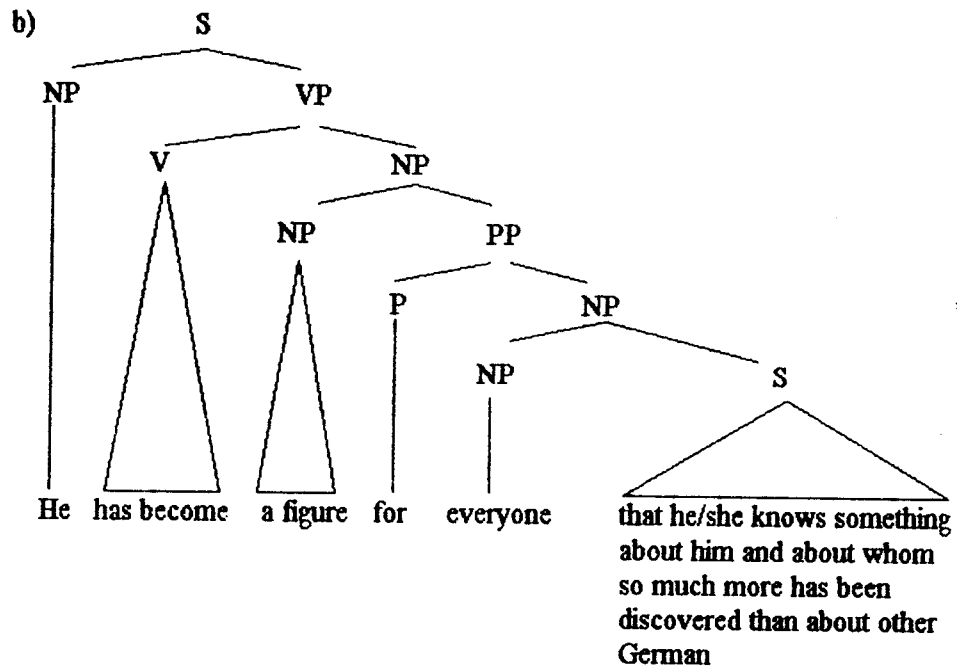 b)
S
NP VP
V NP
NP PP
P NP
NP S
He has become a figure for everyone that he/she knows something
about him and about whom
so much more has been
discovered than about other
German